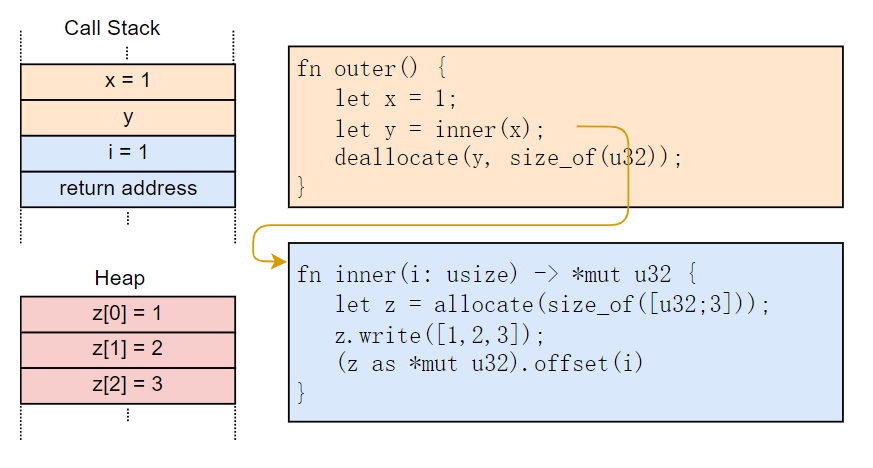 Call Stack
x = 1
y
i = 1
return address
Heap
z[0] = 1
z[1] = 2
z[2] = 3
fn outer() {
let x = 1;
let y = inner(x);
deallocate(y, size_of(u32));
}
fn inner(i: usize) -> *mut u32 {
let z = allocate(size_of([u32;3]));
z.write([1,2,3]);
(z as *mut u32).offset(i)
}